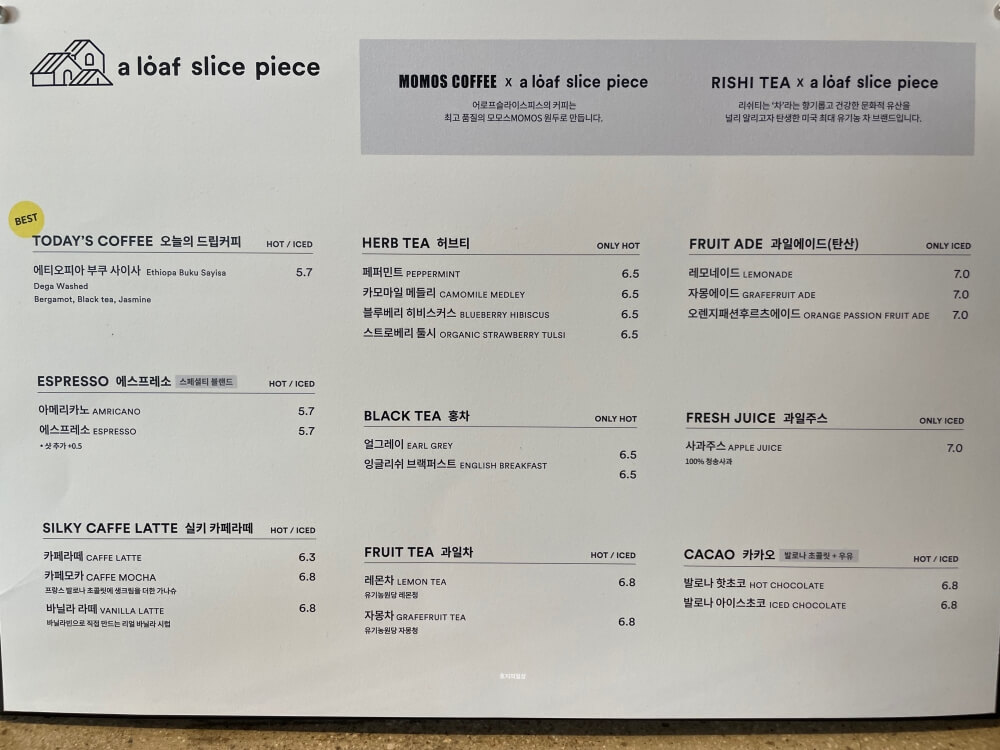 a loaf slice piece
MOMOS COFFEE x a loaf slice piece
어로프슬라이스피스의 커피는
최고 품질의 모모스MOMOS 원두로 만듭니다.
RISHI TEA x a loaf slice piece
리쉬티는 '차'라는 향기롭고 건강한 문화적 유산을
널리 알리고자 탄생한 미국 최대 유기농 차 브랜드입니다.
BEST
TODAY'S COFFEE 오늘의 드립커피 HOT / ICED
에티오피아 부쿠 사이사 Ethiopa Buku Sayisa 5.7
Dega Washed
Bergamot, Black tea, Jasmine
ESPRESSO 에스프레소 스페셜티 블랜드 HOT / ICED
아메리카노 AMRICANO 5.7
에스프레소 ESPRESSO 5.7
• 샷 추가 +0.5
SILKY CAFFE LATTE 실키 카페라떼 HOT / ICED
카페라떼 CAFFE LATTE 6.3
카페모카 CAFFE MOCHA 6.8
프랑스 발로나 초콜릿에 생크림을 더한 가나슈
바닐라 라떼 VANILLA LATTE 6.8
바닐라빈으로 직접 만드는 리얼 바닐라 시럽
HERB TEA 허브티 ONLY HOT
페퍼민트 PEPPERMINT 6.5
카모마일 메들리 CAMOMILE MEDLEY 6.5
블루베리 히비스커스 BLUEBERRY HIBISCUS 6.5
스트로베리 툴시 ORGANIC STRAWBERRY TULSI 6.5
BLACK TEA 홍차 ONLY HOT
얼그레이 EARL GREY 6.5
잉글리쉬 브랙퍼스트 ENGLISH BREAKFAST 6.5
FRUIT TEA 과일차 HOT / ICED
레몬차 LEMON TEA 6.8
유기농원당 레몬청
자몽차 GRAFEFRUIT TEA 6.8
유기농원당 자몽청
FRUIT ADE 과일에이드(탄산) ONLY ICED
레모네이드 LEMONADE 7.0
자몽에이드 GRAFEFRUIT ADE 7.0
오렌지패션후르츠에이드 ORANGE PASSION FRUIT ADE 7.0
FRESH JUICE 과일주스 ONLY ICED
사과주스 APPLE JUICE 7.0
100% 청송사과
CACAO 카카오 발로나 초콜릿 + 우유 HOT / ICED
발로나 핫초코 HOT CHOCOLATE 6.8
발로나 아이스초코 ICED CHOCOLATE 6.8